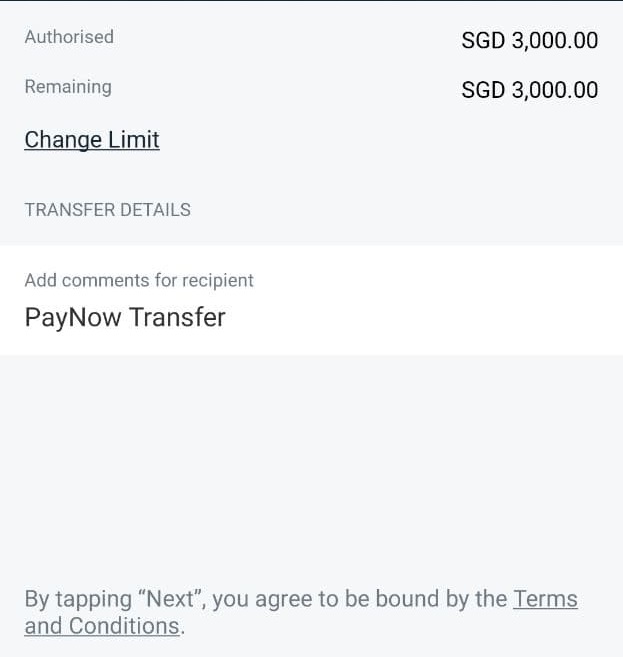 Authorised SGD 3,000.00
Remaining SGD 3,000.00
Change Limit
TRANSFER DETAILS
Add comments for recipient
PayNow Transfer
By tapping “Next”, you agree to be bound by the Terms
and Conditions.